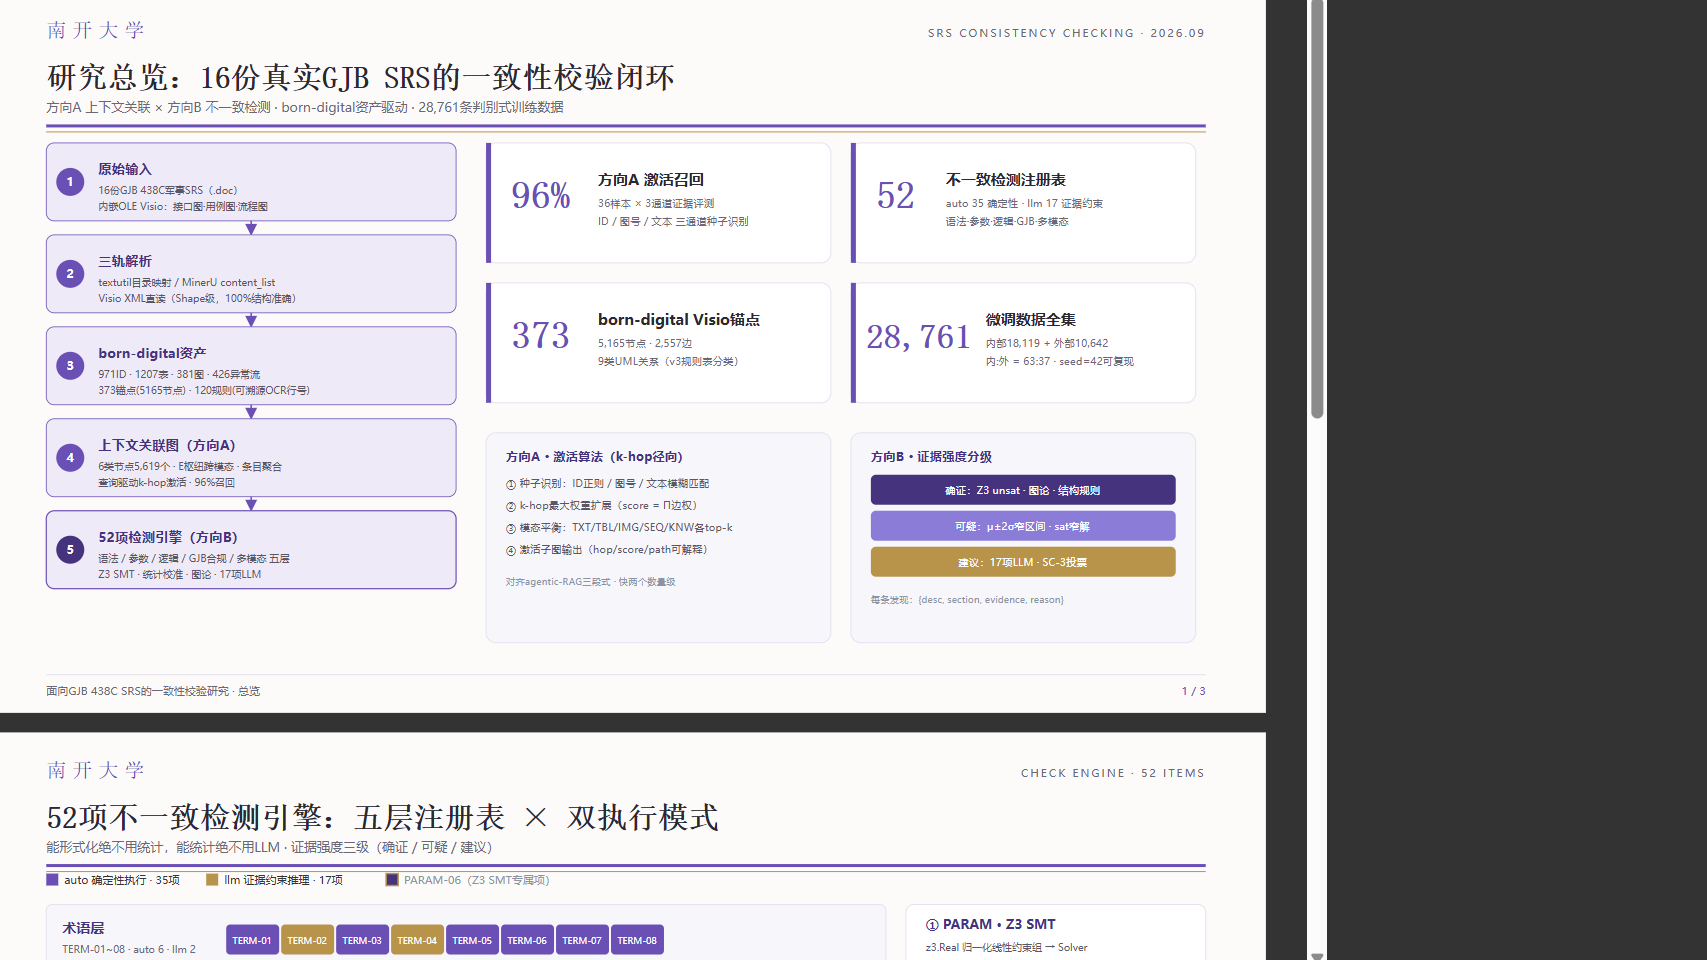 南开大学
SRS CONSISTENCY CHECKING · 2026.09
研究总览：16份真实GJB SRS的一致性校验闭环
方向A 上下文关联 × 方向B 不一致检测 · born-digital资产驱动 · 28,761条判别式训练数据
1
原始输入
16份GJB 438C军事SRS（.doc）
内嵌OLE Visio：接口图·用例图·流程图
2
三轨解析
textutil目录映射 / MinerU content_list
Visio XML直读（Shape级，100%结构准确）
3
born-digital资产
971ID · 1207表 · 381图 · 426异常流
373锚点(5165节点) · 120规则(可溯源OCR行号)
4
上下文关联图（方向A）
6类节点5,619个 · E枢纽跨模态 · 条目聚合
查询驱动k-hop激活 · 96%召回
5
52项检测引擎（方向B）
语法 / 参数 / 逻辑 / GJB合规 / 多模态 五层
Z3 SMT · 统计校准 · 图论 · 17项LLM
96%
方向A 激活召回
36样本 × 3通道证据评测
ID / 图号 / 文本 三通道种子识别
52
不一致检测注册表
auto 35 确定性 · llm 17 证据约束
语法·参数·逻辑·GJB·多模态
373
born-digital Visio锚点
5,165节点 · 2,557边
9类UML关系（v3规则表分类）
28,761
微调数据全集
内部18,119 + 外部10,642
内:外 = 63:37 · seed=42可复现
方向A · 激活算法（k-hop径向）
① 种子识别：ID正则 / 图号 / 文本模糊匹配
② k-hop最大权重扩展（score = Π边权）
③ 模态平衡：TXT/TBL/IMG/SEQ/KNW各top-k
④ 激活子图输出（hop/score/path可解释）
对齐agentic-RAG三段式 · 快两个数量级
方向B · 证据强度分级
确证：Z3 unsat · 图论 · 结构规则
可疑：μ±2σ窄区间 · sat窄解
建议：17项LLM · SC-3投票
每条发现：{desc, section, evidence, reason}
面向GJB 438C SRS的一致性校验研究 · 总览
1 / 3
南开大学
CHECK ENGINE · 52 ITEMS
52项不一致检测引擎：五层注册表 × 双执行模式
能形式化绝不用统计，能统计绝不用LLM · 证据强度三级（确证 / 可疑 / 建议）
auto 确定性执行 · 35项
llm 证据约束推理 · 17项
PARAM-06（Z3 SMT专属项）
术语层
TERM-01~08 · auto 6 · llm 2
TERM-01
TERM-02
TERM-03
TERM-04
TERM-05
TERM-06
TERM-07
TERM-08
① PARAM · Z3 SMT
z3.Real 归一化线性约束组 → Solver